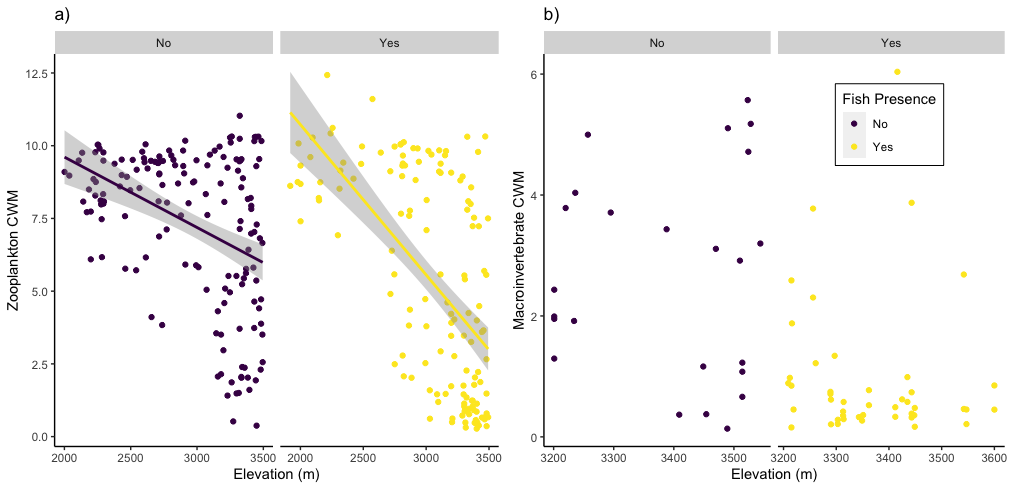 a)
No
Yes
Zooplankton CWM
12.5
10.0
7.5
5.0
2.5
0.0
2000
2500
3000
3500
2000
2500
3000
3500
Elevation (m)
b)
No
Yes
Macroinvertebrate CWM
6
4
2
0
3200
3300
3400
3500
3200
3300
3400
3500
3600
Elevation (m)
Fish Presence
No
Yes